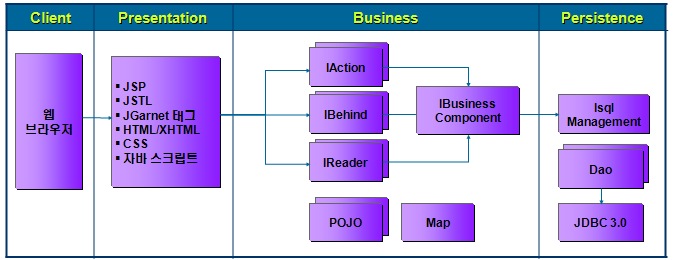 Client
Presentation
Business
Persistence
웹
브라우저
▪ JSP
▪ JSTL
▪ JGarnet 태그
▪ HTML/XHTML
▪ CSS
▪ 자바 스크립트
IAction
IBehind
IReader
IBusiness
Component
POJO
Map
Isql
Management
Dao
JDBC 3.0